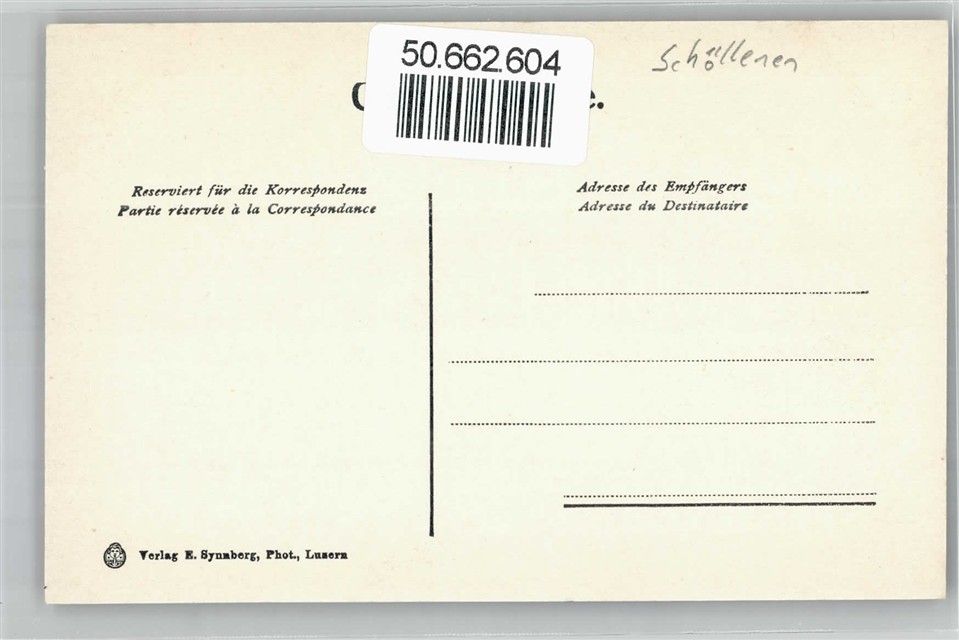 50.662.604
Schöllenen
Reserviert für die Korrespondenz
Partie réservée à la Correspondance
Adresse des Empfängers
Adresse du Destinataire
Verlag E. Synnberg, Phot., Luzern